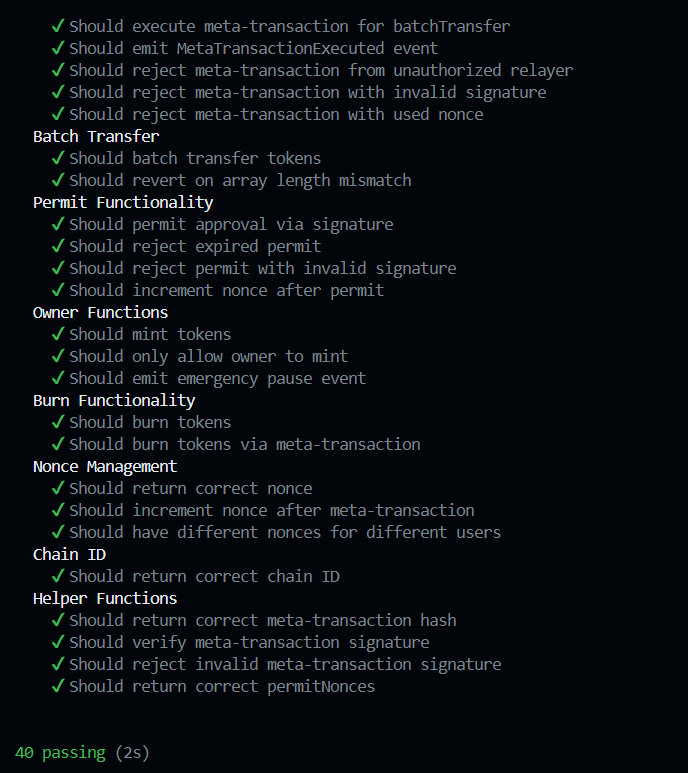 ✓ Should execute meta-transaction for batchTransfer
✓ Should emit MetaTransactionExecuted event
✓ Should reject meta-transaction from unauthorized relayer
✓ Should reject meta-transaction with invalid signature
✓ Should reject meta-transaction with used nonce
Batch Transfer
✓ Should batch transfer tokens
✓ Should revert on array length mismatch
Permit Functionality
✓ Should permit approval via signature
✓ Should reject expired permit
✓ Should reject permit with invalid signature
✓ Should increment nonce after permit
Owner Functions
✓ Should mint tokens
✓ Should only allow owner to mint
✓ Should emit emergency pause event
Burn Functionality
✓ Should burn tokens
✓ Should burn tokens via meta-transaction
Nonce Management
✓ Should return correct nonce
✓ Should increment nonce after meta-transaction
✓ Should have different nonces for different users
Chain ID
✓ Should return correct chain ID
Helper Functions
✓ Should return correct meta-transaction hash
✓ Should verify meta-transaction signature
✓ Should reject invalid meta-transaction signature
✓ Should return correct permitNonces
40 passing (2s)